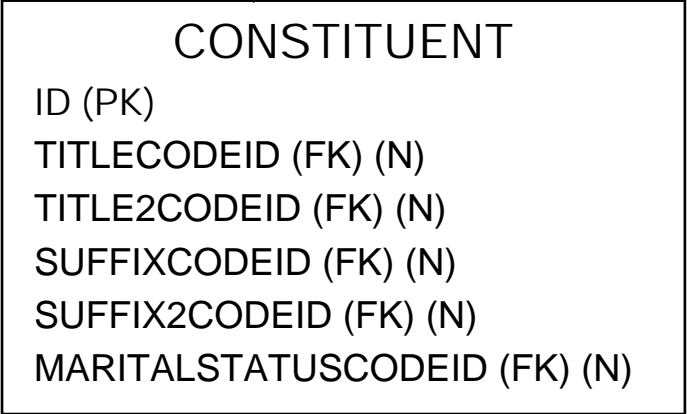 CONSTITUENT
ID (PK)
TITLECODEID (FK) (N)
TITLE2CODEID (FK) (N)
SUFFIXCODEID (FK) (N)
SUFFIX2CODEID (FK) (N)
MARITALSTATUSCODEID (FK) (N)